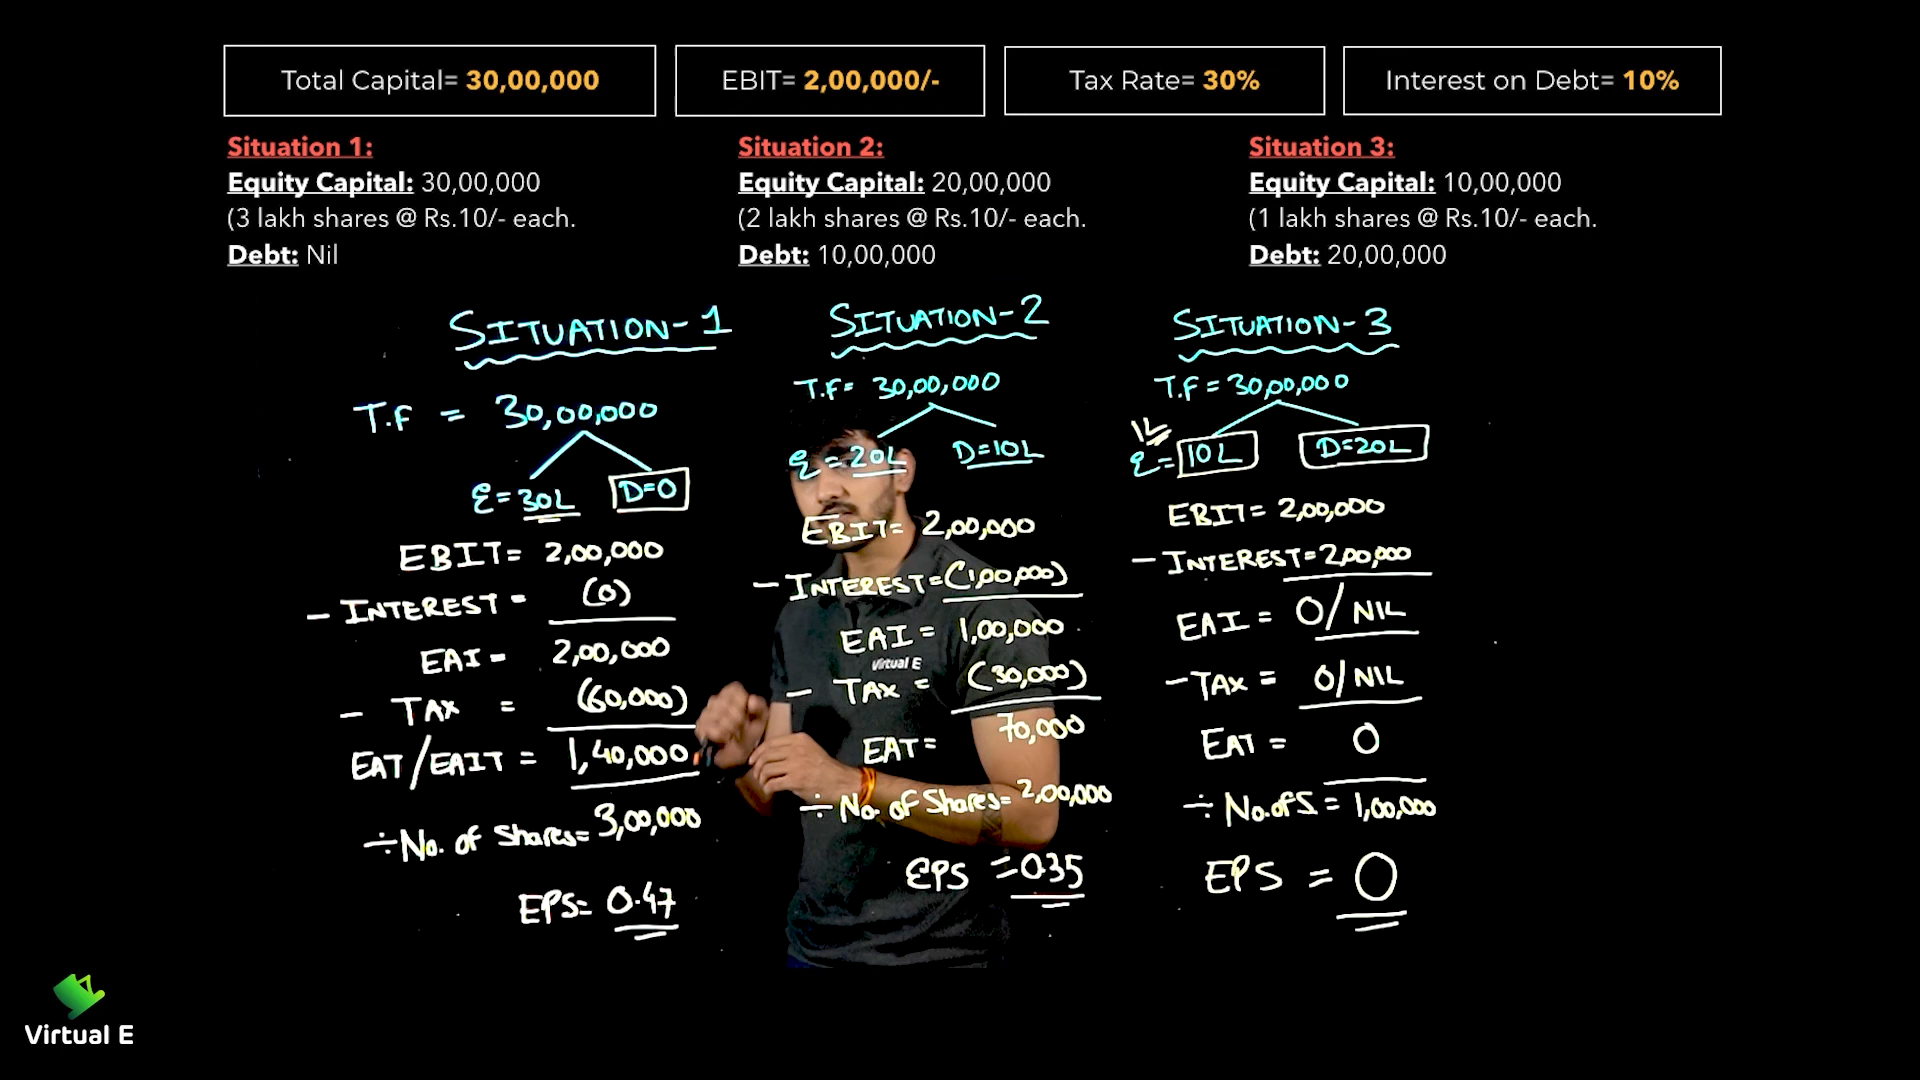 Total Capital= 30,00,000
EBIT= 2,00,000/-
Tax Rate= 30%
Interest on Debt= 10%
Situation 1:
Equity Capital: 30,00,000
(3 lakh shares @ Rs.10/- each.
Debt: Nil
Situation 2:
Equity Capital: 20,00,000
(2 lakh shares @ Rs.10/- each.
Debt: 10,00,000
Situation 3:
Equity Capital: 10,00,000
(1 lakh shares @ Rs.10/- each.
Debt: 20,00,000
SITUATION-1
T.F = 30,00,000
E=30L D=0
EBIT= 2,00,000
- INTEREST = (0)
EAI= 2,00,000
- TAX = (60,000)
EAT/EAIT = 1,40,000
÷ No. of Shares= 3,00,000
EPS= 0.47
SITUATION-2
T.F= 30,00,000
E=20L D=10L
EBIT= 2,00,000
- INTEREST=(1,00,000)
EAI= 1,00,000
Virtual E
- TAX = (30,000)
EAT= 70,000
÷ No. of Shares= 2,00,000
EPS =0.35
SITUATION-3
T.F = 30,00,000
1L
E= 10L D=20L
EBIT= 2,00,000
- INTEREST=2,00,000
EAI = 0/NIL
- TAX = 0/NIL
EAT = 0
÷ No.of S = 1,00,000
EPS = 0
Virtual E